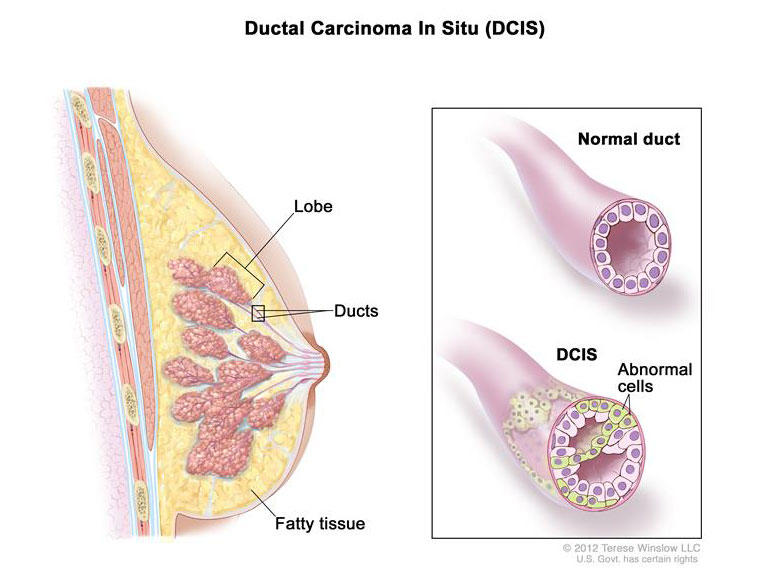 Ductal Carcinoma In Situ (DCIS)
Normal duct
Lobe
Ducts
DCIS
Abnormal
cells
Fatty tissue
© 2012 Terese Winslow LLC
U.S. Govt. has certain rights